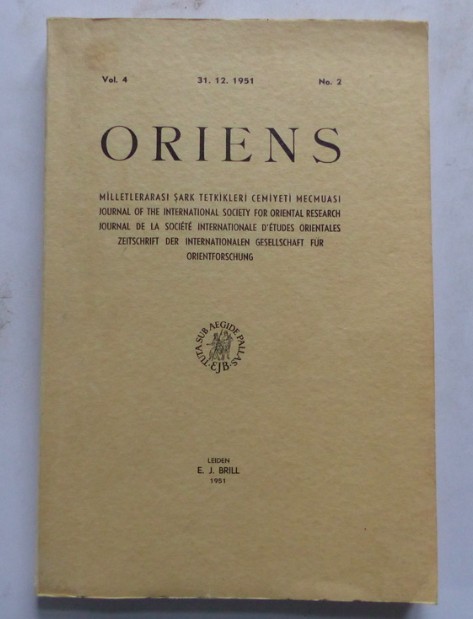 Vol. 4 31. 12. 1951 No. 2
ORIENS
MİLLETLERARASI ŞARK TETKİKLERİ CEMİYETİ MECMUASI
JOURNAL OF THE INTERNATIONAL SOCIETY FOR ORIENTAL RESEARCH
JOURNAL DE LA SOCIÉTÉ INTERNATIONALE D'ÉTUDES ORIENTALES
ZEITSCHRIFT DER INTERNATIONALEN GESELLSCHAFT FÜR
ORIENTFORSCHUNG
TUTA SUB AEGIDE PALLAS
EJB
LEIDEN
E. J. BRILL
1951